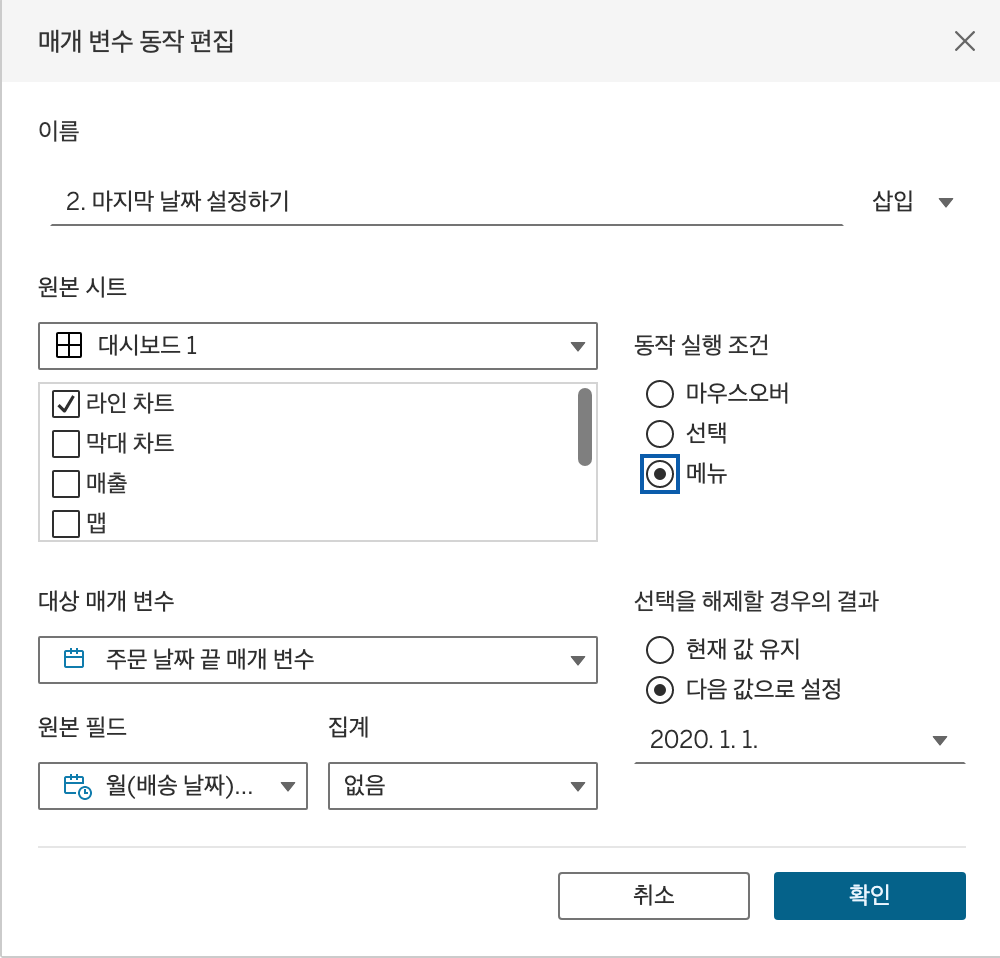 매개 변수 동작 편집
이름
2. 마지막 날짜 설정하기
삽입
원본 시트
대시보드 1
라인 차트
막대 차트
매출
맵
동작 실행 조건
마우스오버
선택
메뉴
대상 매개 변수
주문 날짜 끝 매개 변수
원본 필드
집계
월(배송 날짜)...
없음
선택을 해제할 경우의 결과
현재 값 유지
다음 값으로 설정
2020. 1. 1.
취소
확인